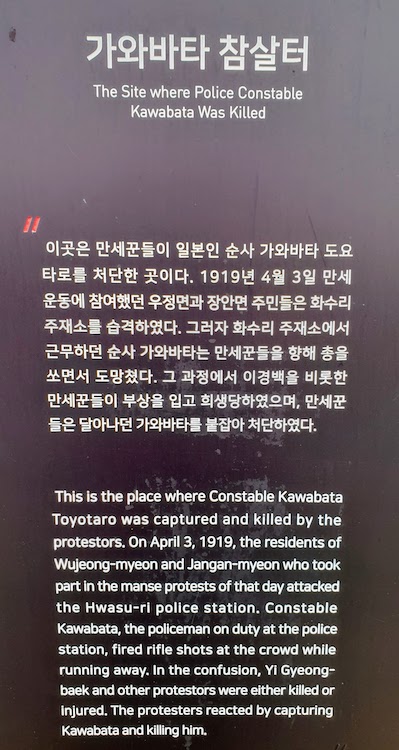 가와바타 참살터
The Site where Police Constable
Kawabata Was Killed
이곳은 만세꾼들이 일본인 순사 가와바타 도요
타로를 처단한 곳이다. 1919년 4월 3일 만세
운동에 참여했던 우정면과 장안면 주민들은 화수리
주재소를 습격하였다. 그러자 화수리 주재소에서
근무하던 순사 가와바타는 만세꾼들을 향해 총을
쏘면서 도망쳤다. 그 과정에서 이경백을 비롯한
만세꾼들이 부상을 입고 희생당하였으며, 만세꾼
들은 달아나던 가와바타를 붙잡아 처단하였다.
This is the place where Constable Kawabata
Toyotaro was captured and killed by the
protestors. On April 3, 1919, the residents of
Wujeong-myeon and Jangan-myeon who took
part in the manse protests of that day attacked
the Hwasu-ri police station. Constable
Kawabata, the policeman on duty at the police
station, fired rifle shots at the crowd while
running away. In the confusion, Yi Gyeong-
baek and other protestors were either killed or
injured. The protesters reacted by capturing
Kawabata and killing him.